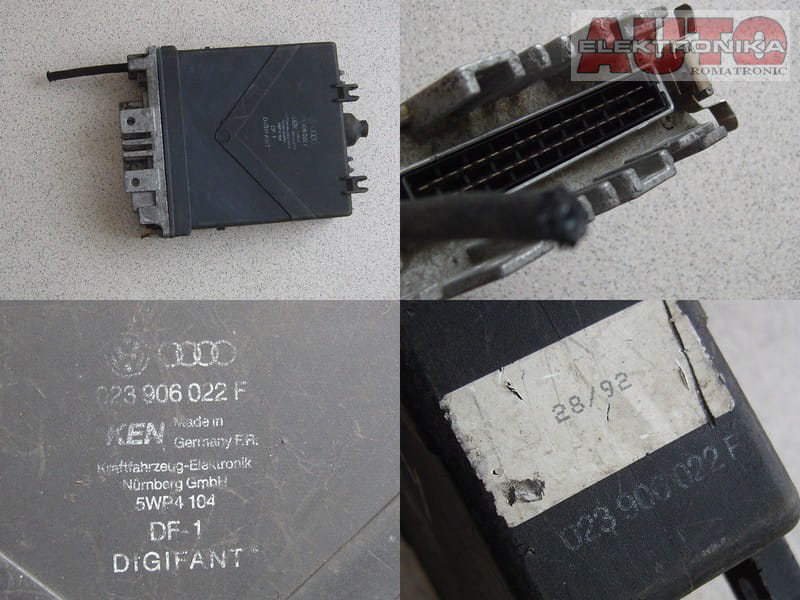 AUTO
ELEKTRONIKA
AROMATRONIC
023 906 022 F
KEN Made in
Germany F.R.
Kraftfahrzeug-Elektronik
Nürnberg GmbH
5WP4 104
DF-1
DIGIFANT
28/92
023 906 022 F